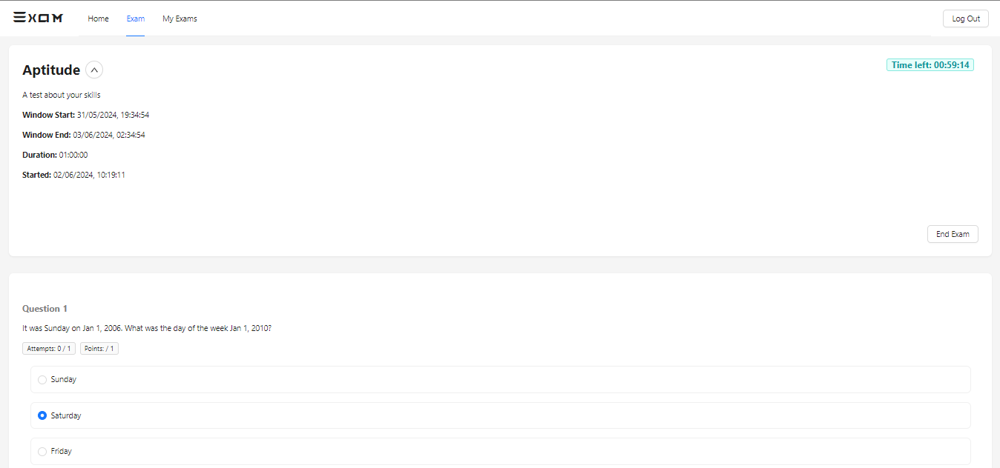 Exam
Home Exam My Exams Log Out
Aptitude
Time left: 00:59:14
A test about your skills
Window Start: 31/05/2024, 19:34:54
Window End: 03/06/2024, 02:34:54
Duration: 01:00:00
Started: 02/06/2024, 10:19:11
End Exam
Question 1
It was Sunday on Jan 1, 2006. What was the day of the week Jan 1, 2010?
Attempts: 0 / 1 Points: / 1
Sunday
Saturday
Friday